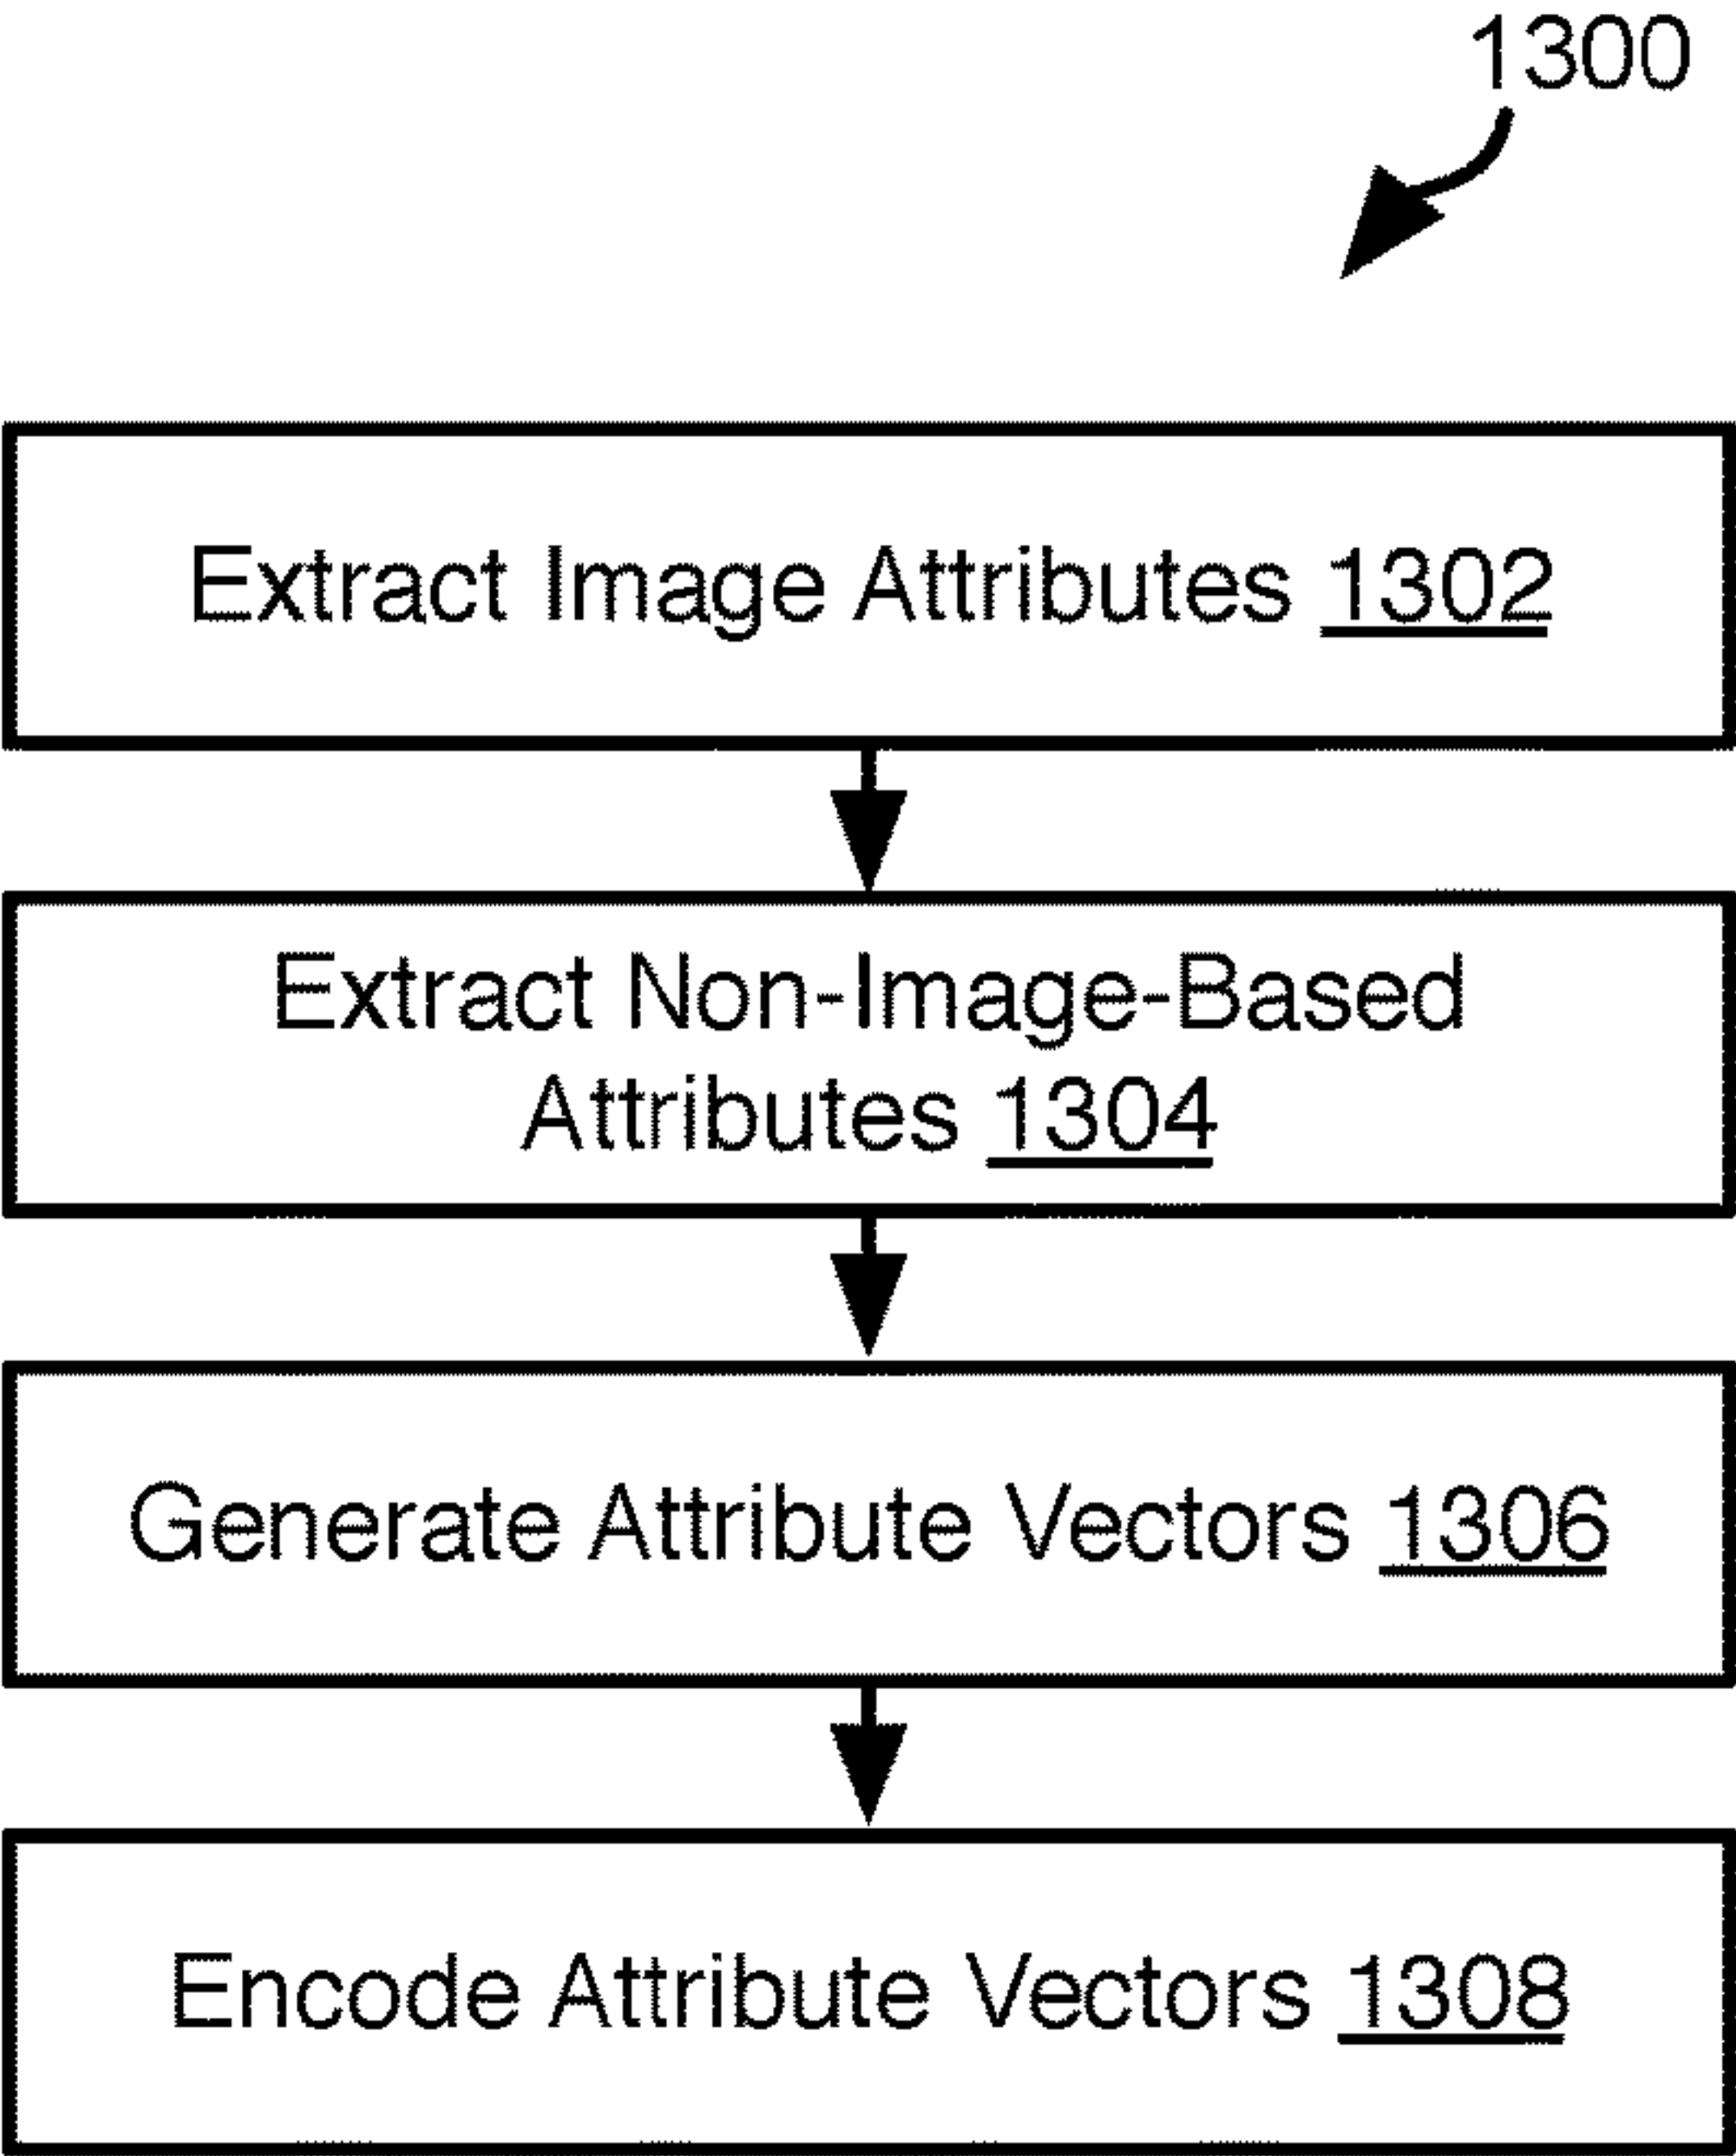 1300
Extract Image Attributes 1302
Extract Non-Image-Based
Attributes 1304
Generate Attribute Vectors 1306
Encode Attribute Vectors 1308